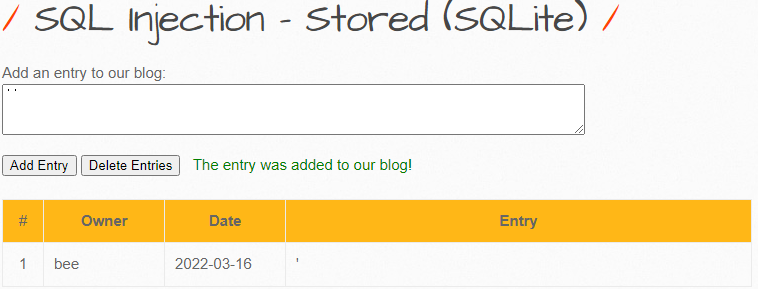 / SQL Injection - Stored (SQLite) /
Add an entry to our blog:
''
Add Entry Delete Entries The entry was added to our blog!
# Owner Date Entry
1 bee 2022-03-16 '